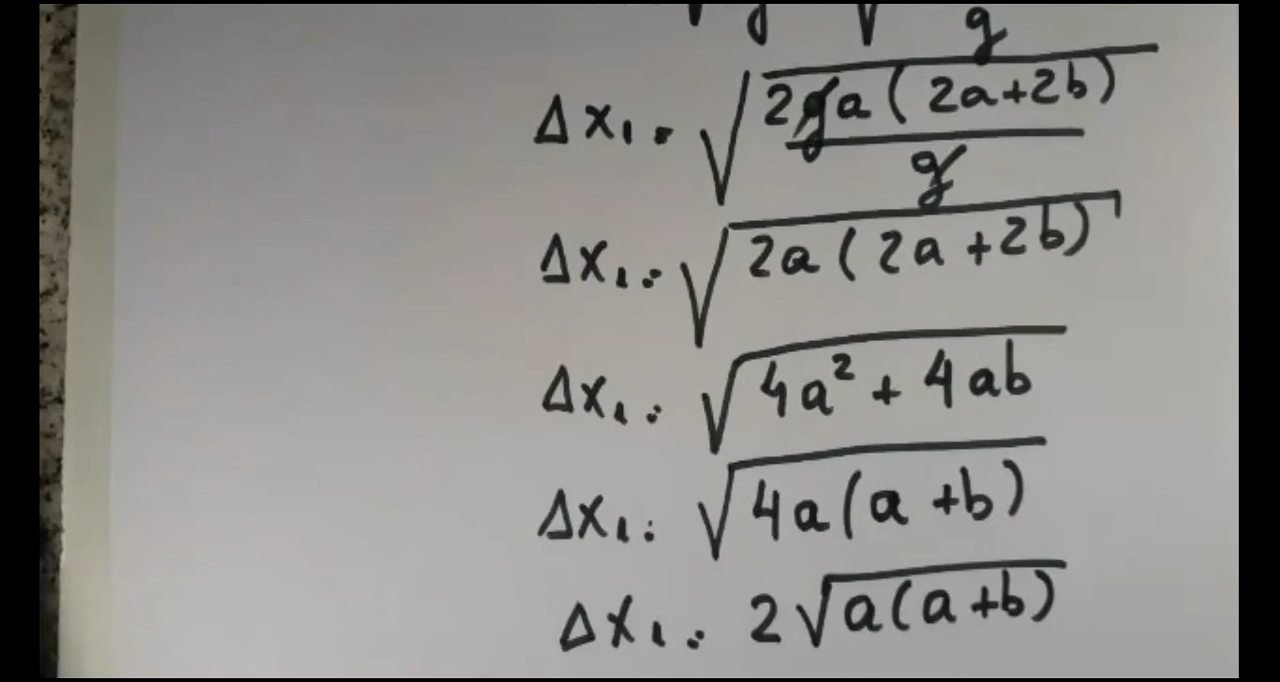 g
Δx₁ = √(2ga(2a+2b)/g)
Δx₁ = √(2a(2a+2b))
Δx₁ = √(4a² + 4ab)
Δx₁ = √(4a(a+b))
Δx₁ = 2√(a(a+b))